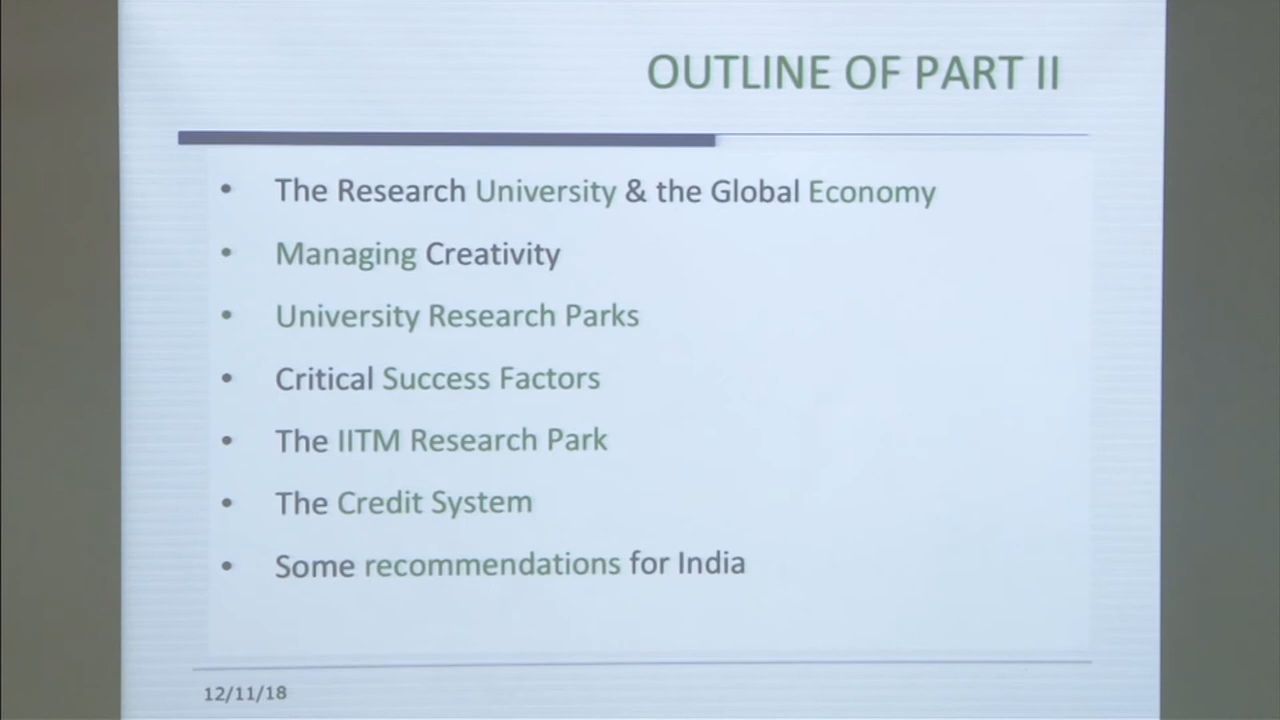 OUTLINE OF PART II
• The Research University & the Global Economy
• Managing Creativity
• University Research Parks
• Critical Success Factors
• The IITM Research Park
• The Credit System
• Some recommendations for India
12/11/18